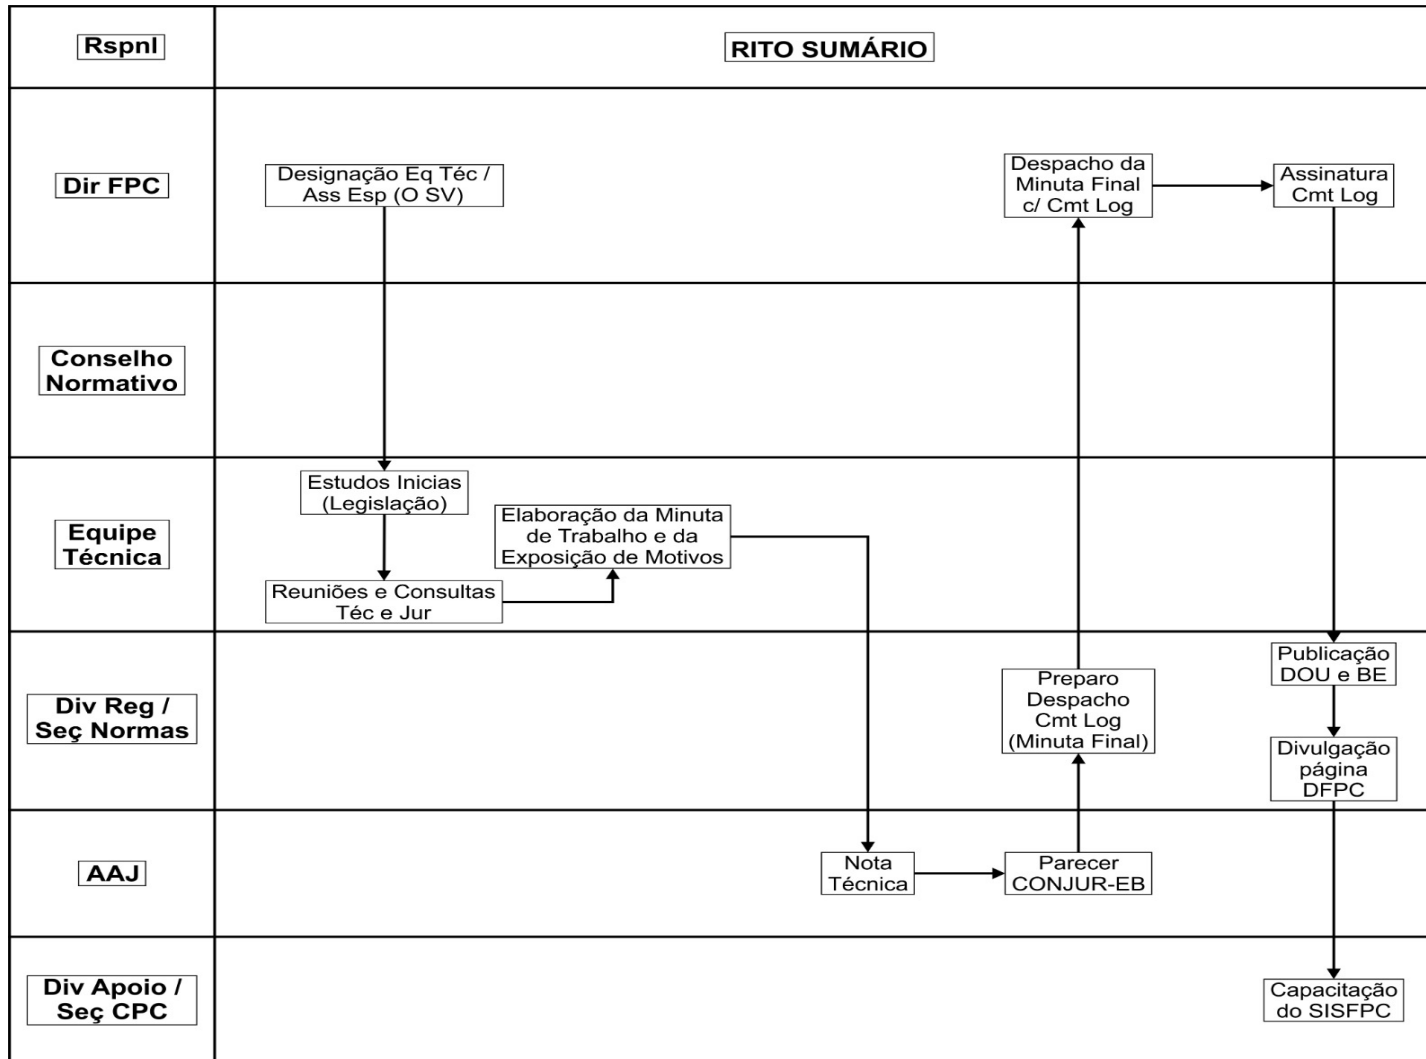 Rspnl
RITO SUMÁRIO
Dir FPC
Designação Eq Téc /
Ass Esp (O SV)
Despacho da
Minuta Final
c/ Cmt Log
Assinatura
Cmt Log
Conselho
Normativo
Equipe
Técnica
Estudos Inicias
(Legislação)
Reuniões e Consultas
Téc e Jur
Elaboração da Minuta
de Trabalho e da
Exposição de Motivos
Div Reg /
Seç Normas
Preparo
Despacho
Cmt Log
(Minuta Final)
Publicação
DOU e BE
Divulgação
página
DFPC
AAJ
Nota
Técnica
Parecer
CONJUR-EB
Div Apoio /
Seç CPC
Capacitação
do SISFPC